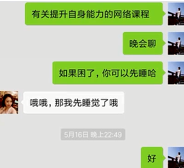 有关提升自身能力的网络课程
晚会聊
如果困了，你可以先睡哈
哦哦，那我先睡觉了哦
5月16日 晚上22:49
好